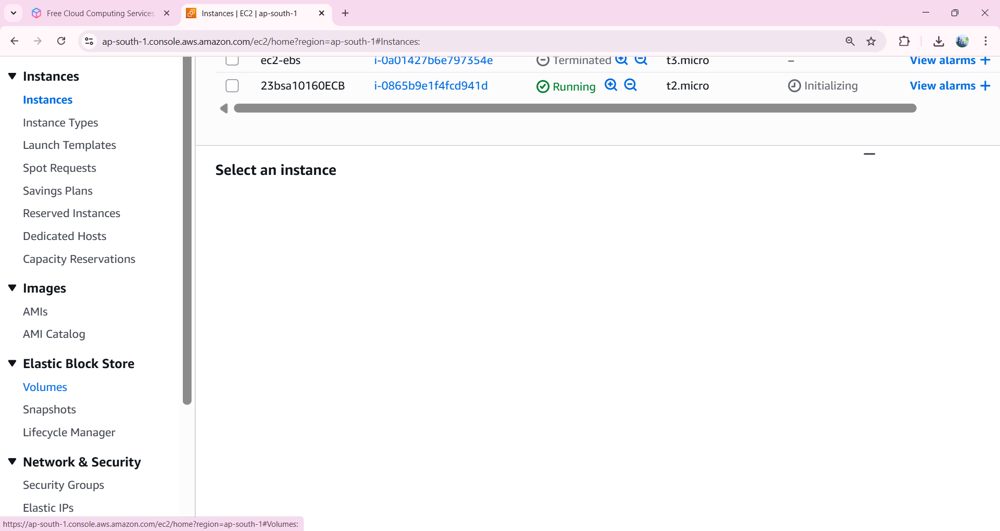 Free Cloud Computing Services
Instances | EC2 | ap-south-1
ap-south-1.console.aws.amazon.com/ec2/home?region=ap-south-1#Instances:
Instances
Instances
Instance Types
Launch Templates
Spot Requests
Savings Plans
Reserved Instances
Dedicated Hosts
Capacity Reservations
Images
AMIs
AMI Catalog
Elastic Block Store
Volumes
Snapshots
Lifecycle Manager
Network & Security
Security Groups
Elastic IPs
ec2-ebs i-0a01427b6e797354e Terminated t3.micro – View alarms +
23bsa10160ECB i-0865b9e1f4fcd941d Running t2.micro Initializing View alarms +
Select an instance
https://ap-south-1.console.aws.amazon.com/ec2/home?region=ap-south-1#Volumes: